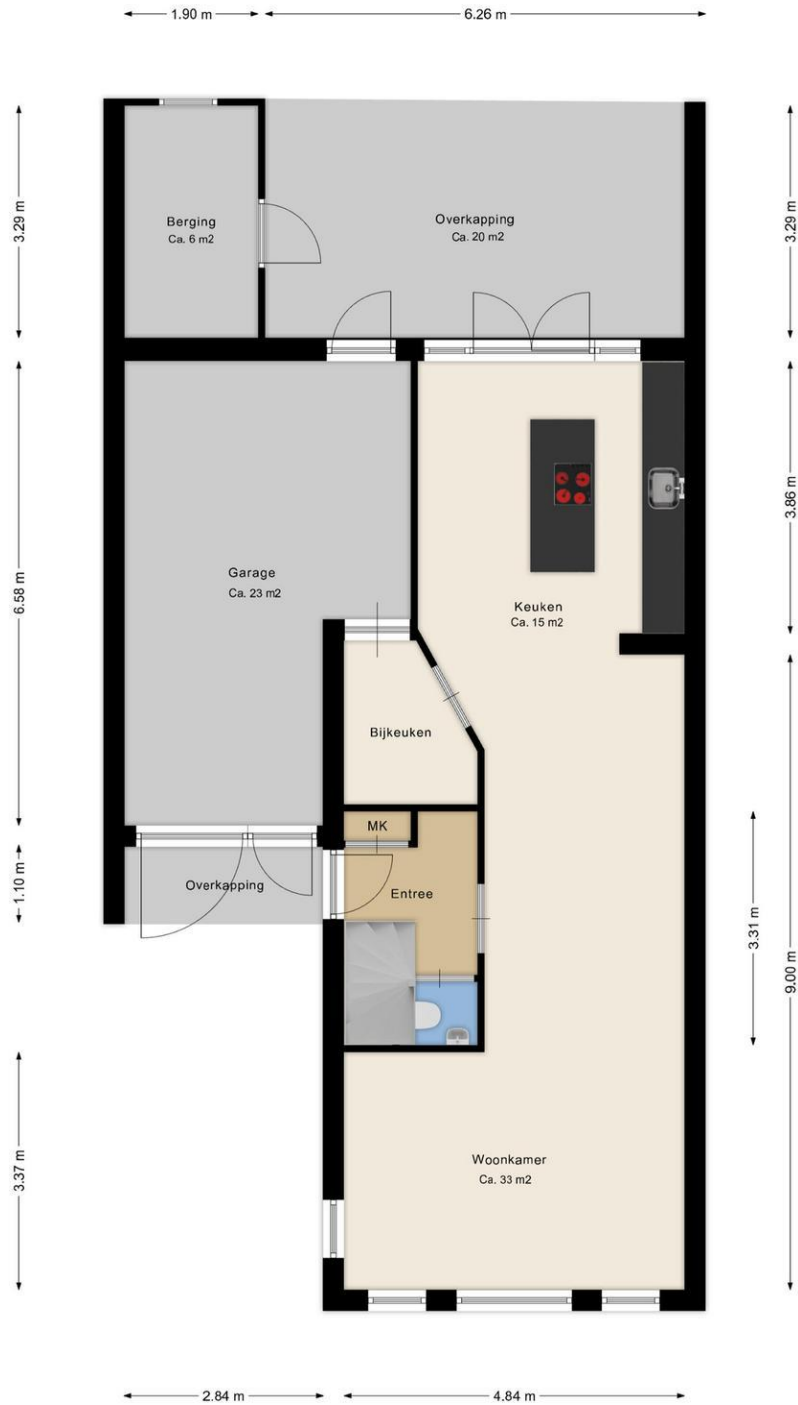 1.90 m
6.26 m
3.29 m
3.29 m
Berging
Ca. 6 m2
Overkapping
Ca. 20 m2
6.58 m
3.86 m
Garage
Ca. 23 m2
Keuken
Ca. 15 m2
Bijkeuken
MK
Overkapping
Entree
1.10 m
3.31 m
9.00 m
3.37 m
Woonkamer
Ca. 33 m2
2.84 m
4.84 m